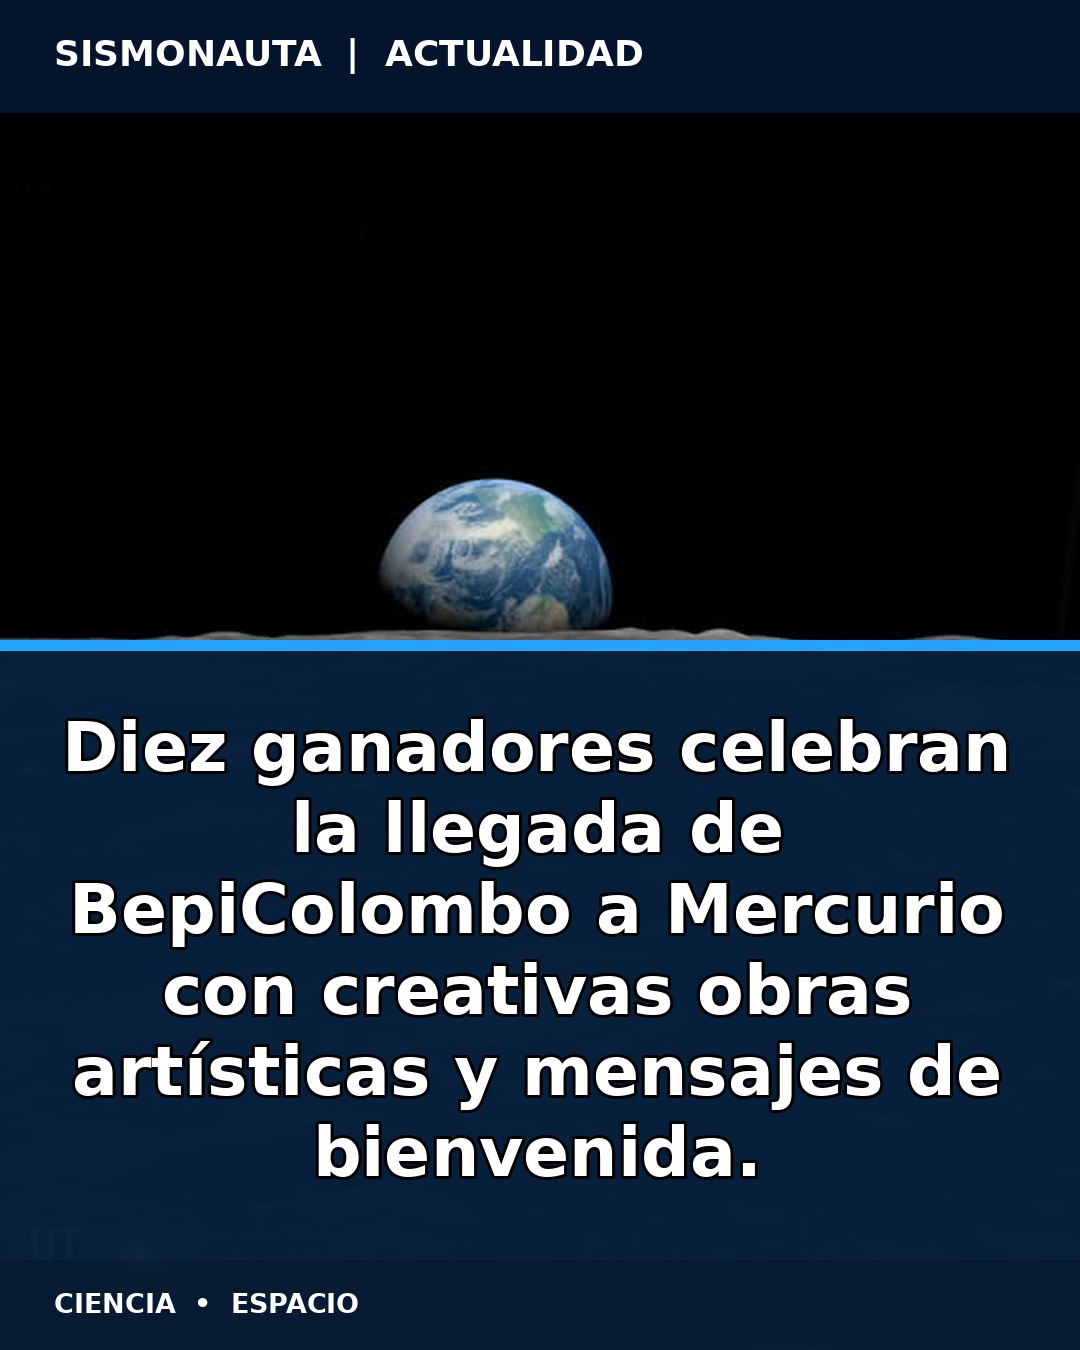 SISMONAUTA | ACTUALIDAD
Diez ganadores celebran
la llegada de
BepiColombo a Mercurio
con creativas obras
artísticas y mensajes de
bienvenida.
UT
CIENCIA • ESPACIO